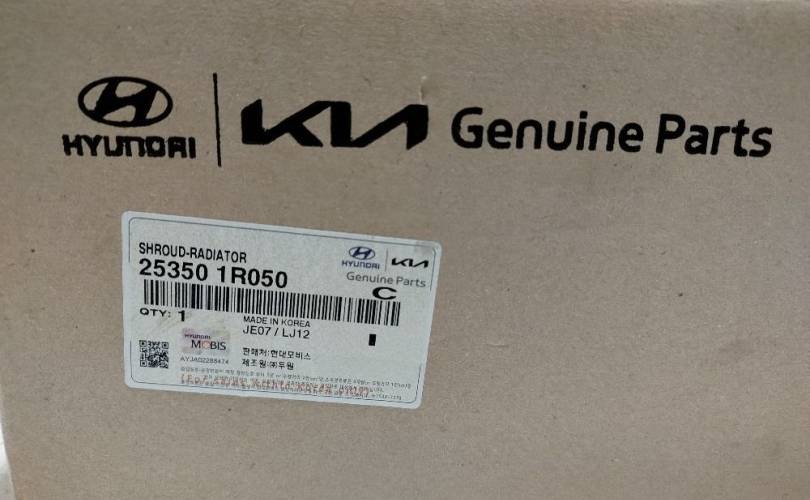 HYUNDAI KIA Genuine Parts
SHROUD-RADIATOR
25350 1R050
HYUNDAI KIA
Genuine Parts
C
QTY: 1
MADE IN KOREA
JE07 / LJ12
HYUNDAI
MOBIS
판매처:현대모비스
제조원:㈜두원